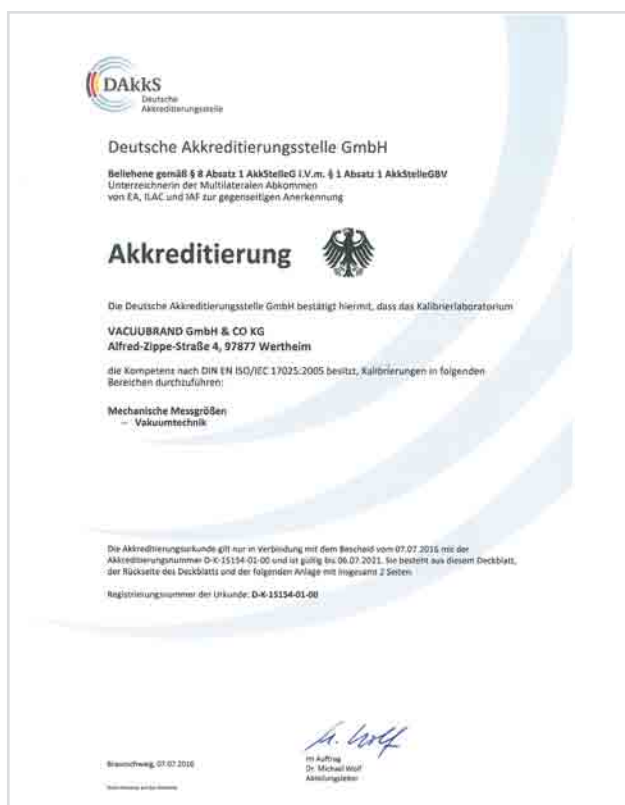 DAkkS
Deutsche
Akkreditierungsstelle
Deutsche Akkreditierungsstelle GmbH
Beliehene gemäß § 8 Absatz 1 AkkStelleG i.V.m. § 1 Absatz 1 AkkStelleGBV
Unterzeichnerin der Multilateralen Abkommen
von EA, ILAC und IAF zur gegenseitigen Anerkennung
Akkreditierung
Die Deutsche Akkreditierungsstelle GmbH bestätigt hiermit, dass das Kalibrierlaboratorium
VACUUBRAND GmbH & CO KG
Alfred-Zippe-Straße 4, 97877 Wertheim
die Kompetenz nach DIN EN ISO/IEC 17025:2005 besitzt, Kalibrierungen in folgenden
Bereichen durchzuführen:
Mechanische Messgrößen
– Vakuumtechnik
Die Akkreditierungsurkunde gilt nur in Verbindung mit dem Bescheid vom 07.07.2016 mit der
Akkreditierungsnummer D-K-15154-01-00 und ist gültig bis 06.07.2021. Sie besteht aus diesem Deckblatt,
der Rückseite des Deckblatts und der folgenden Anlage mit insgesamt 2 Seiten.
Registrierungsnummer der Urkunde: D-K-15154-01-00
M. Wolf
Braunschweig, 07.07.2016
Im Auftrag
Dr. Michael Wolf
Abteilungsleiter